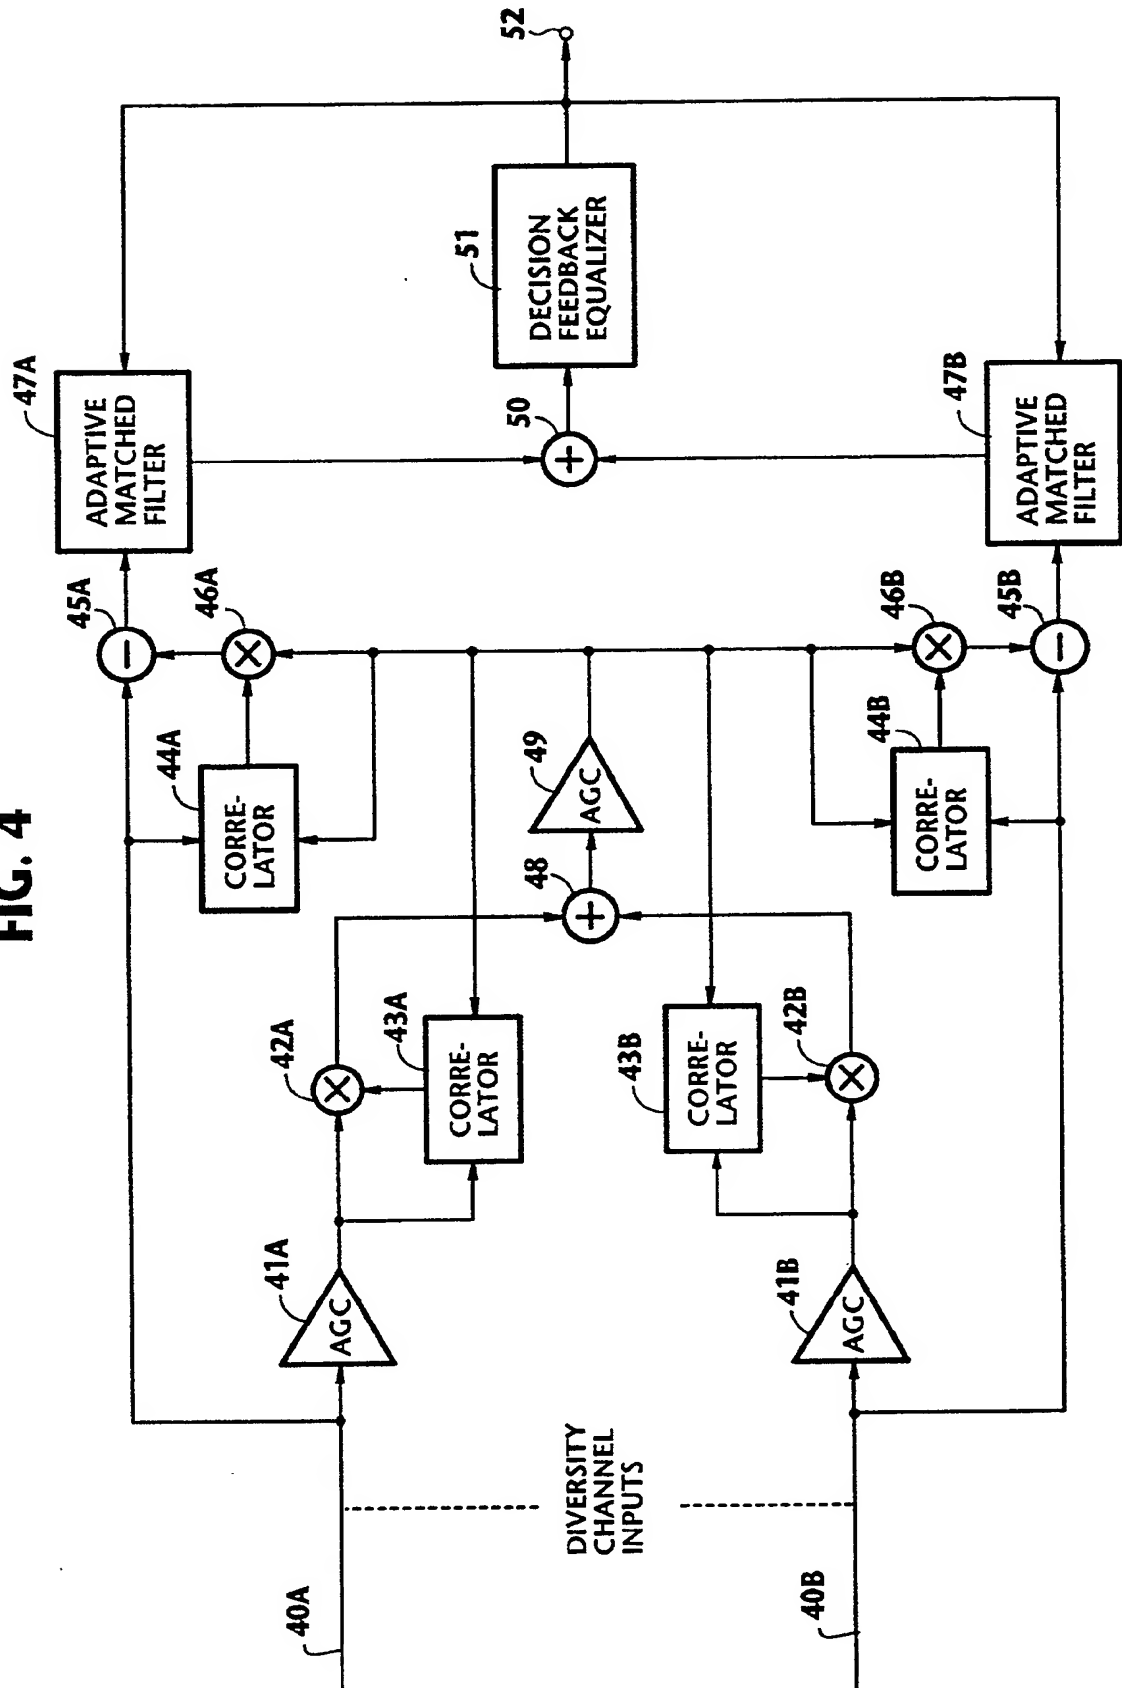 FIG. 4
40A
40B
DIVERSITY
CHANNEL
INPUTS
41A
AGC
41B
AGC
42A
43A
CORRE-
LATOR
43B
CORRE-
LATOR
42B
44A
CORRE-
LATOR
48
49
AGC
44B
CORRE-
LATOR
45A
46A
46B
45B
47A
ADAPTIVE
MATCHED
FILTER
50
47B
ADAPTIVE
MATCHED
FILTER
51
DECISION
FEEDBACK
EQUALIZER
52